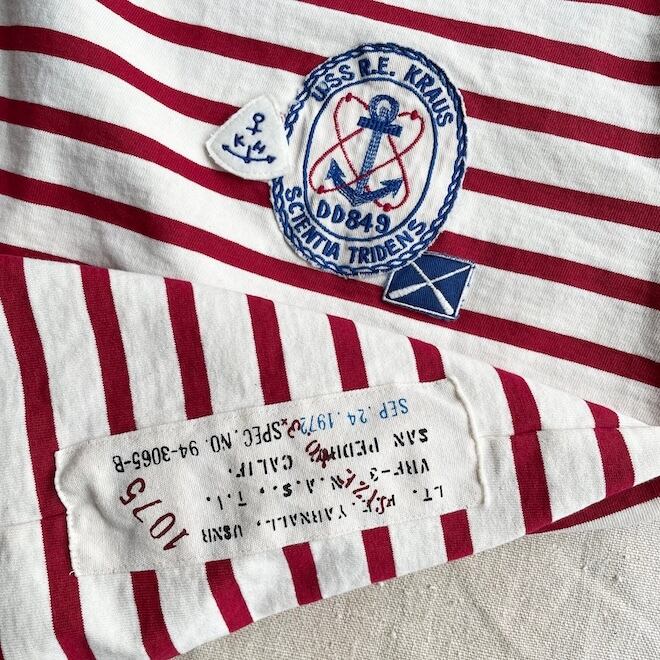 USS R.E. KRAUS
DD849
SCIENTIA TRIDENS
K H
LT. F. YARNALL, USNR
VRF-3 N.A.S., T.I.
SAN PEDRO, CALIF.
SEP. 24. 1972 SPEC. NO. 94-3065-B
1075